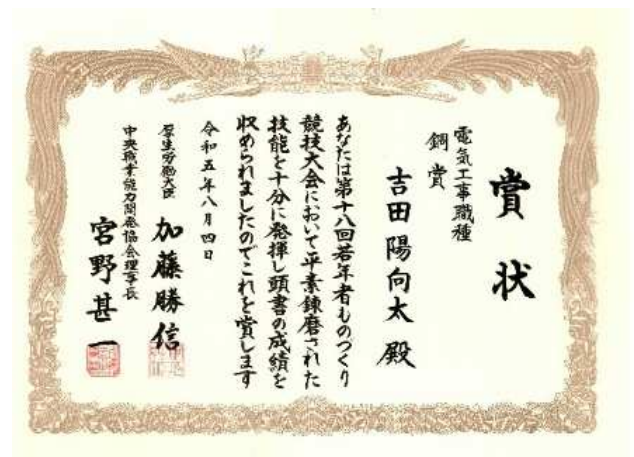 賞状
電気工事職種
銅賞
吉田陽向太殿
あなたは第十八回若年者ものづくり
競技大会において平素錬磨された
技能を十分に発揮し頭書の成績を
収められましたのでこれを賞します
令和五年八月四日
厚生労働大臣 加藤勝信
中央職業能力開発協会理事長 宮野甚一